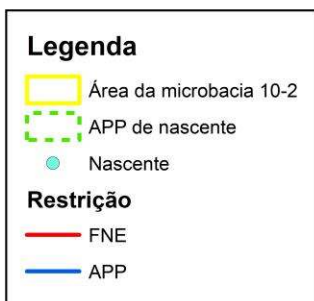 Legenda
Área da microbacia 10-2
APP de nascente
Nascente
Restrição
FNE
APP